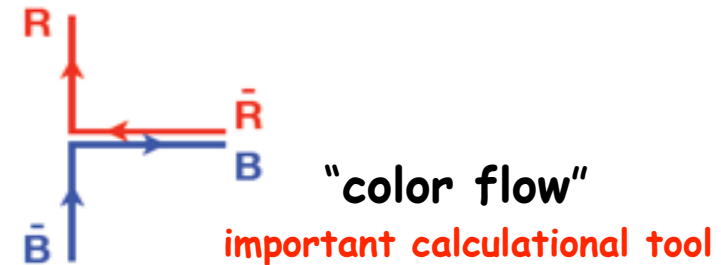 R
R̄
B
B̄
“color flow”
important calculational tool